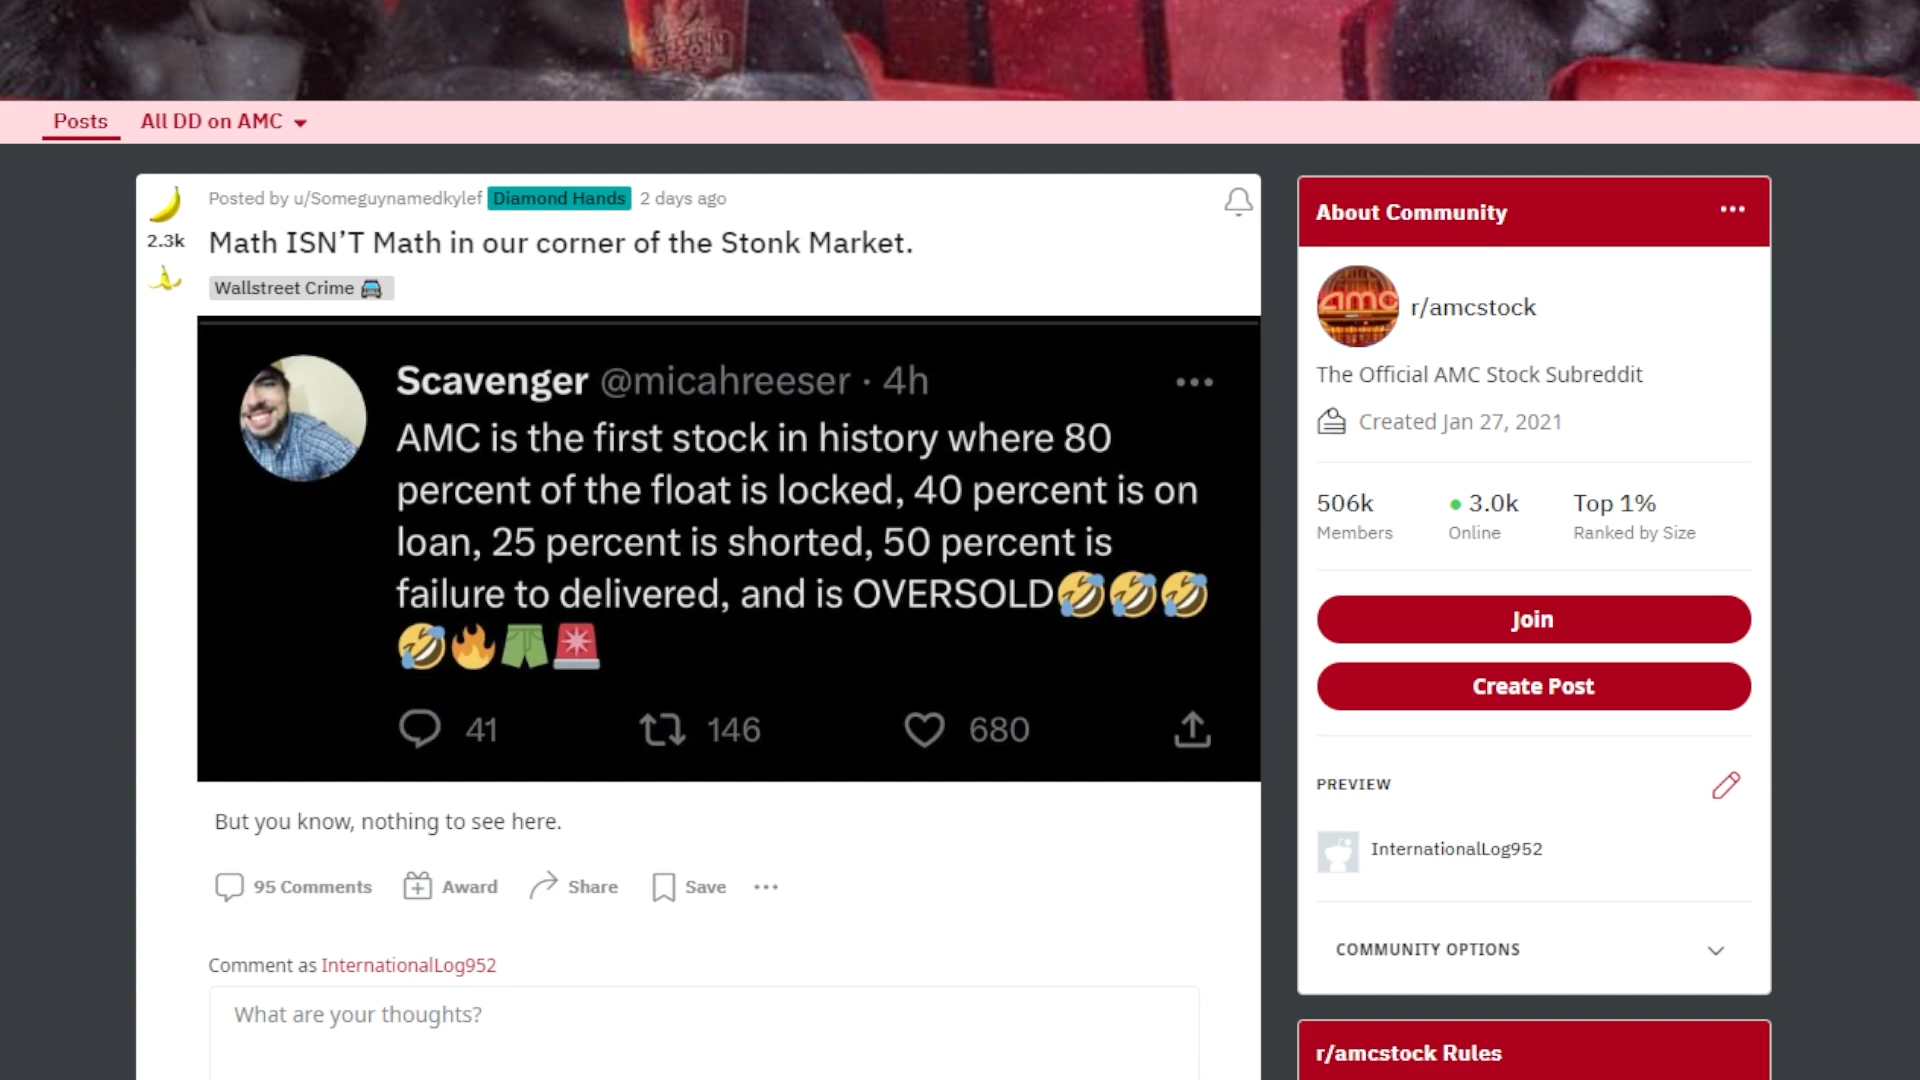 Posts
All DD on AMC
Posted by u/Someguynamedkylef Diamond Hands 2 days ago
2.3k
Math ISN’T Math in our corner of the Stonk Market.
Wallstreet Crime 🚔
Scavenger @micahreeser · 4h
AMC is the first stock in history where 80
percent of the float is locked, 40 percent is on
loan, 25 percent is shorted, 50 percent is
failure to delivered, and is OVERSOLD🤣🤣🤣
🤣🔥🩳🚨
41 146 680
But you know, nothing to see here.
95 Comments Award Share Save
Comment as InternationalLog952
What are your thoughts?
About Community
amc
r/amcstock
The Official AMC Stock Subreddit
Created Jan 27, 2021
506k 3.0k Top 1%
Members Online Ranked by Size
Join
Create Post
PREVIEW
InternationalLog952
COMMUNITY OPTIONS
r/amcstock Rules